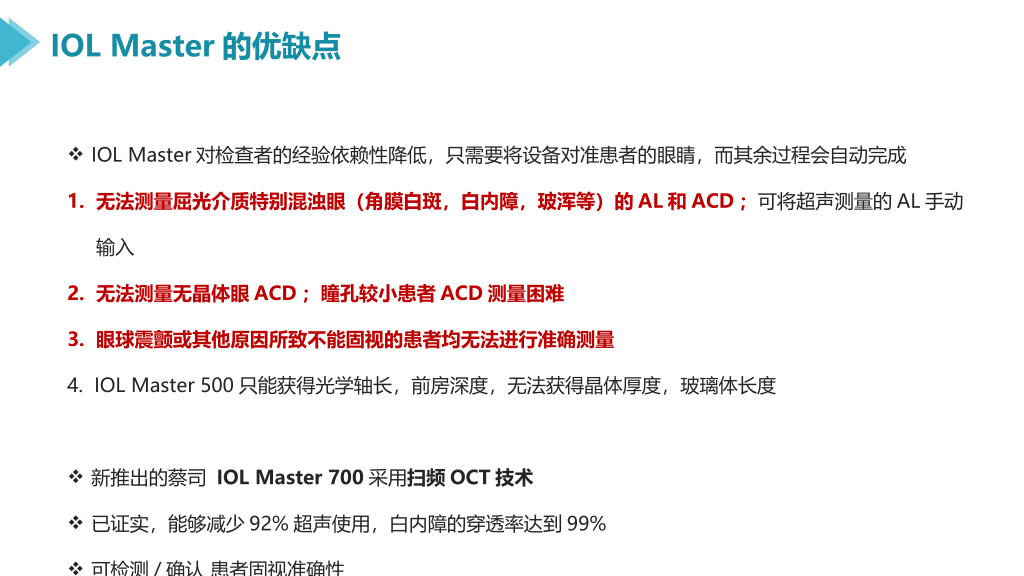 IOL Master 的优缺点
❖ IOL Master 对检查者的经验依赖性降低，只需要将设备对准患者的眼睛，而其余过程会自动完成
1. 无法测量屈光介质特别混浊眼（角膜白斑，白内障，玻浑等）的 AL 和 ACD ；可将超声测量的 AL 手动
输入
2. 无法测量无晶体眼 ACD ；瞳孔较小患者 ACD 测量困难
3. 眼球震颤或其他原因所致不能固视的患者均无法进行准确测量
4. IOL Master 500 只能获得光学轴长，前房深度，无法获得晶体厚度，玻璃体长度
❖ 新推出的蔡司 IOL Master 700 采用扫频 OCT 技术
❖ 已证实，能够减少 92% 超声使用，白内障的穿透率达到 99%
❖ 可检测 / 确认 患者固视准确性